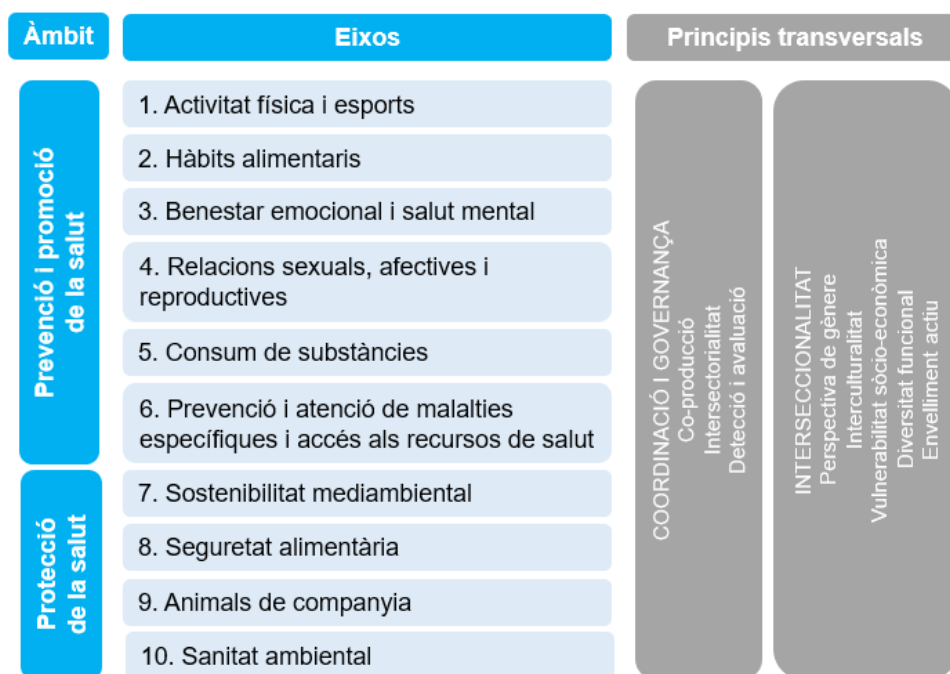 Àmbit
Eixos
Principis transversals
Prevenció i promoció
de la salut
1. Activitat física i esports
2. Hàbits alimentaris
3. Benestar emocional i salut mental
4. Relacions sexuals, afectives i
reproductives
5. Consum de substàncies
6. Prevenció i atenció de malalties
específiques i accés als recursos de salut
Protecció
de la salut
7. Sostenibilitat mediambiental
8. Seguretat alimentària
9. Animals de companyia
10. Sanitat ambiental
COORDINACIÓ I GOVERNANÇA
Co-producció
Intersectorialitat
Detecció i avaluació
INTERSECCIONALITAT
Perspectiva de gènere
Interculturalitat
Vulnerabilitat sòcio-econòmica
Diversitat funcional
Envelliment actiu